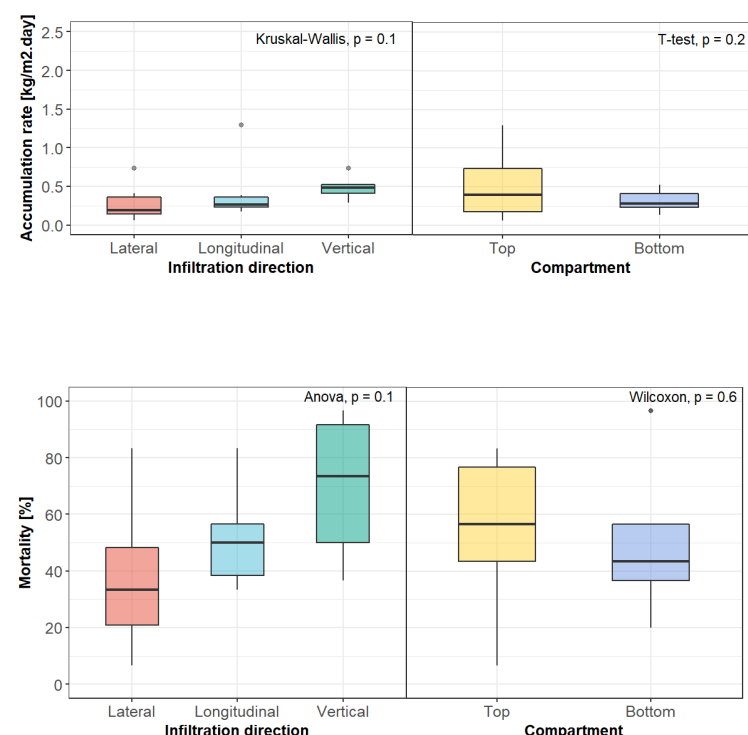 Accumulation rate [kg/m2.day]
2.5
2.0
1.5
1.0
0.5
0.0
Kruskal-Wallis, p = 0.1
T-test, p = 0.2
Lateral Longitudinal Vertical
Infiltration direction
Top Bottom
Compartment
Mortality [%]
100
80
60
40
20
0
Anova, p = 0.1
Wilcoxon, p = 0.6
Lateral Longitudinal Vertical
Infiltration direction
Top Bottom
Compartment